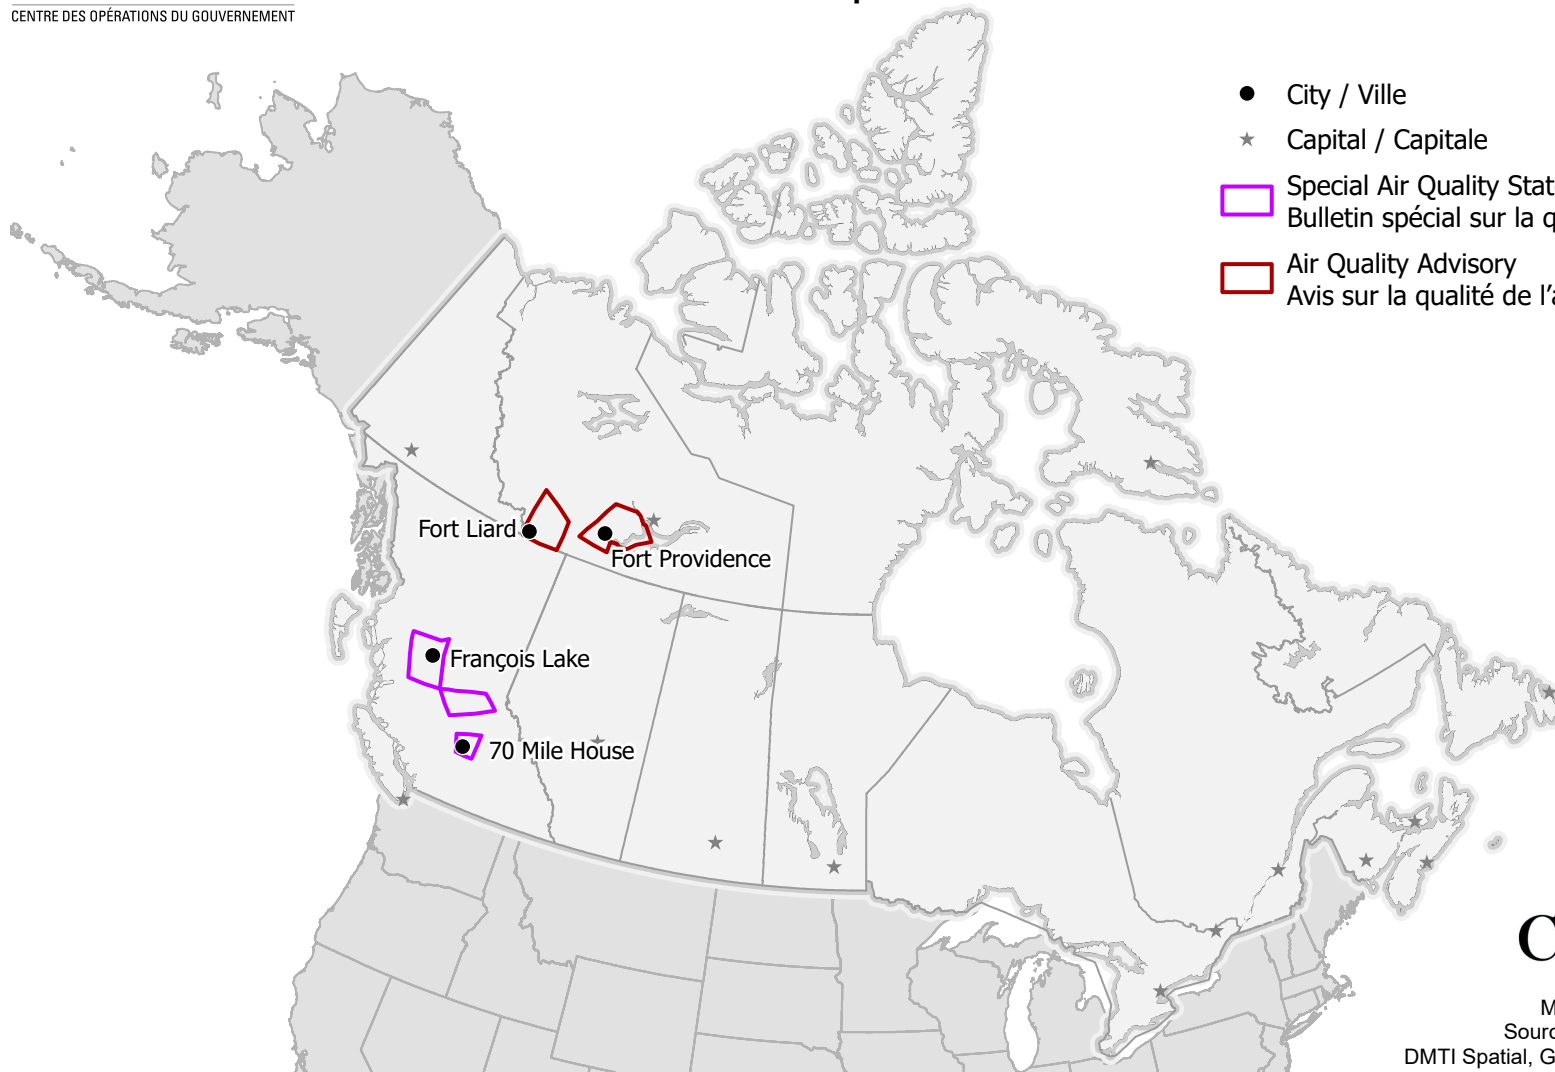 CENTRE DES OPÉRATIONS DU GOUVERNEMENT
City / Ville
Capital / Capitale
Special Air Quality Stat
Bulletin spécial sur la q
Air Quality Advisory
Avis sur la qualité de l'a
Fort Liard
Fort Providence
François Lake
70 Mile House
C
M
Sourc
DMTI Spatial, G